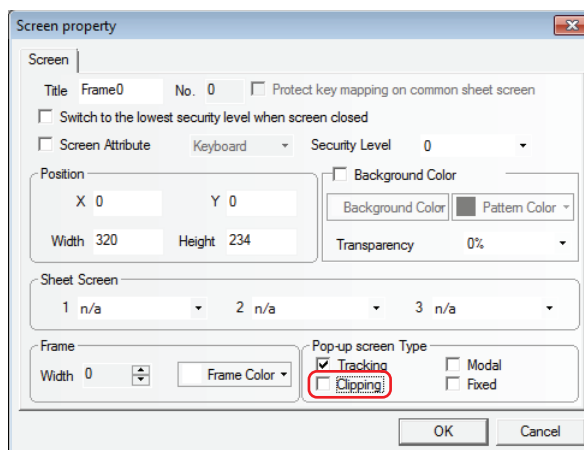 Screen property
Screen
Title Frame0 No. 0 Protect key mapping on common sheet screen
Switch to the lowest security level when screen closed
Screen Attribute Keyboard Security Level 0
Position Background Color
X 0 Y 0 Background Color Pattern Color
Width 320 Height 234 Transparency 0%
Sheet Screen
1 n/a 2 n/a 3 n/a
Frame Pop-up screen Type
Width 0 Frame Color Tracking Modal
Clipping Fixed
OK Cancel